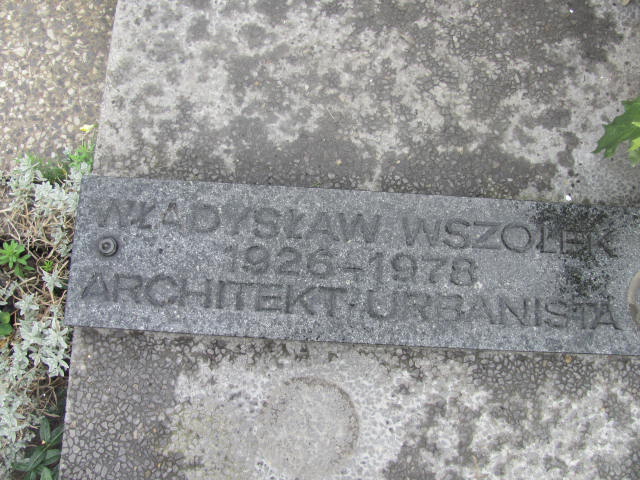 WŁADYSŁAW WSZOŁEK
1926-1978
ARCHITEKT·URBANISTA